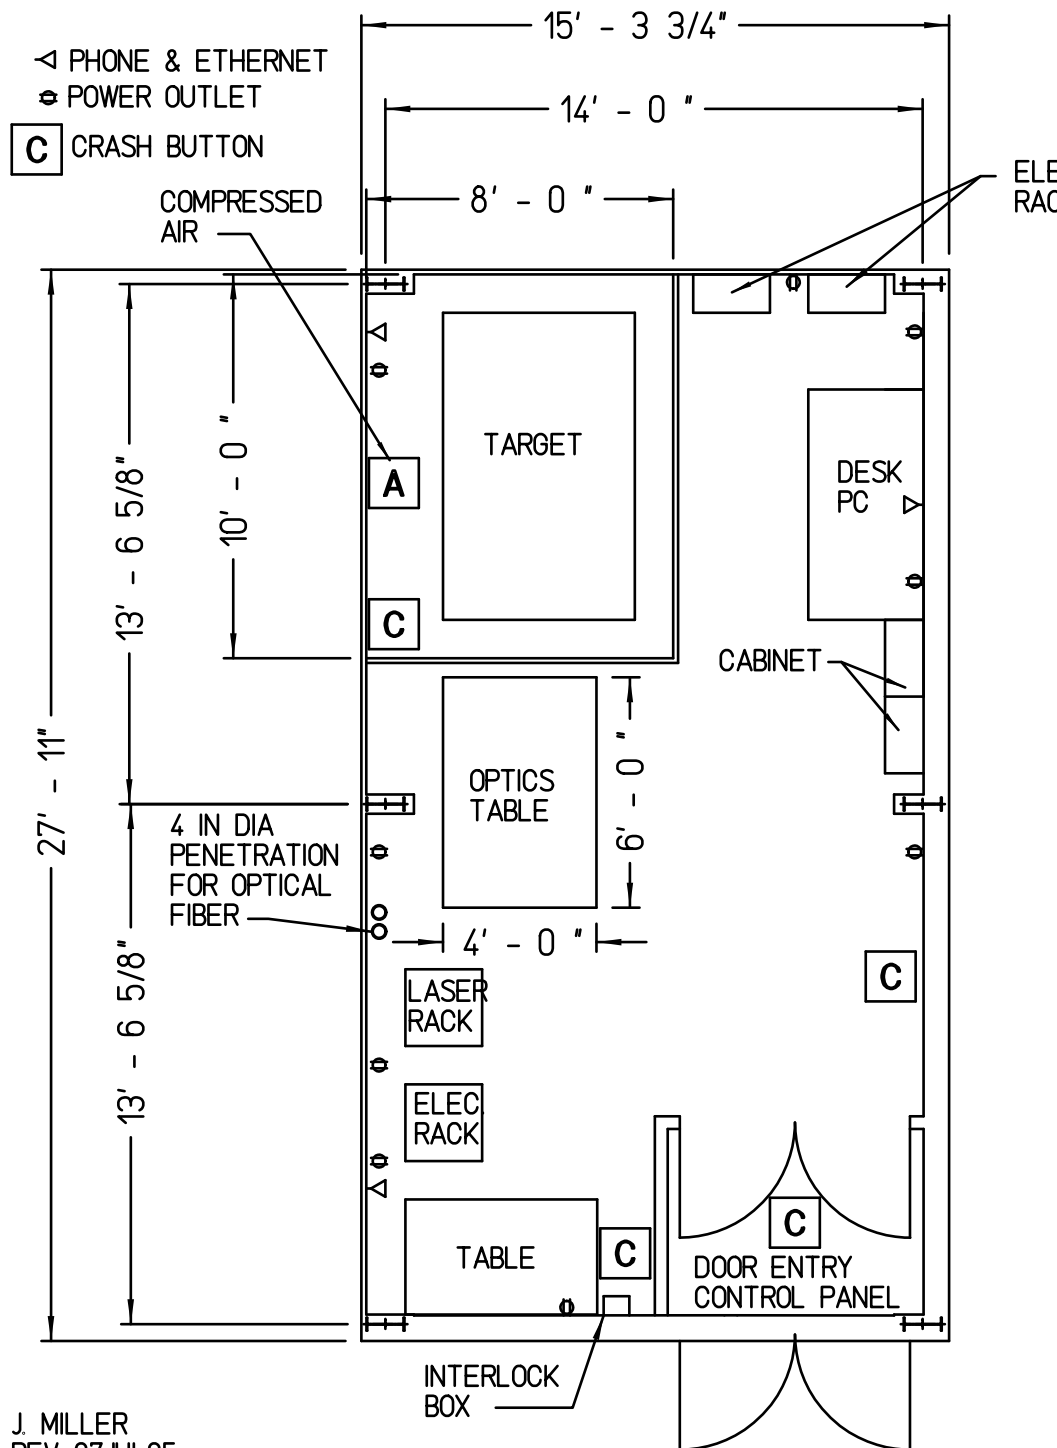 15' - 3 3/4"
PHONE & ETHERNET
POWER OUTLET
14' - 0 "
C CRASH BUTTON
8' - 0 "
COMPRESSED
AIR
TARGET
10' - 0 "
13' - 6 5/8"
A
DESK
PC
C
CABINET
27' - 11"
OPTICS
TABLE
6' - 0 "
4 IN DIA
PENETRATION
FOR OPTICAL
FIBER
4' - 0 "
13' - 6 5/8"
C
LASER
RACK
ELEC.
RACK
TABLE
C
C
DOOR ENTRY
CONTROL PANEL
INTERLOCK
BOX
J. MILLER